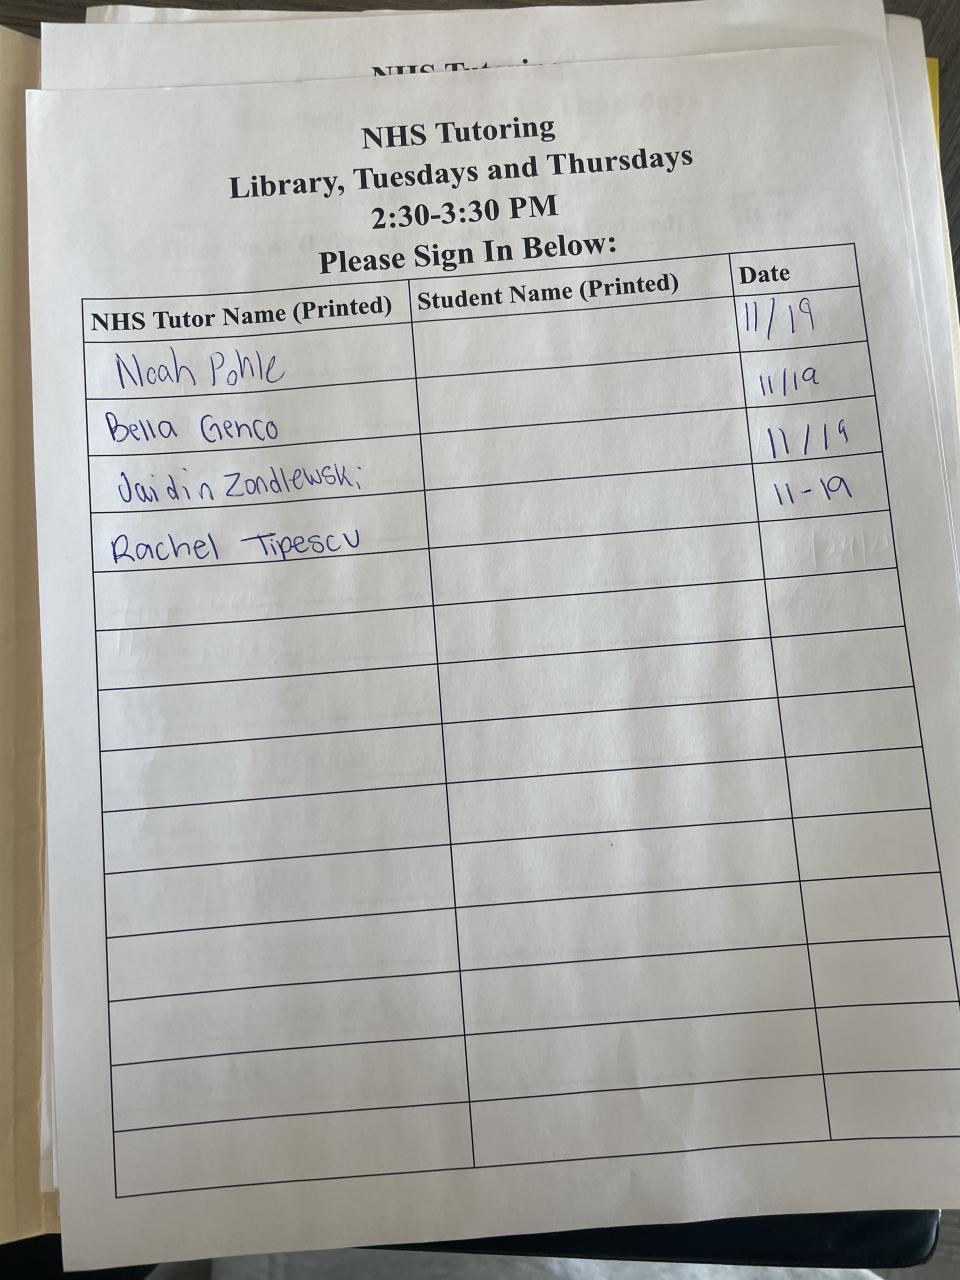 NHS Tutoring
Library, Tuesdays and Thursdays
2:30-3:30 PM
Please Sign In Below:
NHS Tutor Name (Printed) Student Name (Printed) Date
Noah Pohle 11/19
Bella Genco 11/19
Jaidin Zondlewski 11/19
Rachel Tipescu 11-19